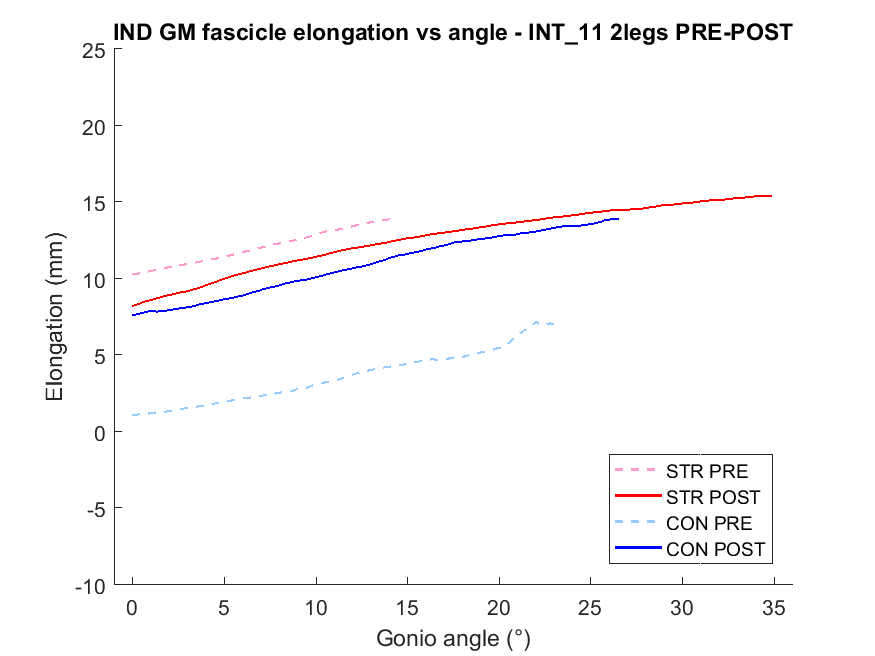 IND GM fascicle elongation vs angle - INT_11 2legs PRE-POST
25
20
15
10
5
0
-5
-10
Elongation (mm)
0 5 10 15 20 25 30 35
Gonio angle (°)
STR PRE
STR POST
CON PRE
CON POST